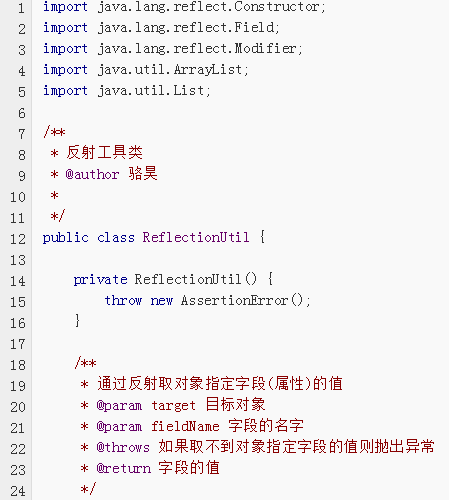 1 import java.lang.reflect.Constructor;
2 import java.lang.reflect.Field;
3 import java.lang.reflect.Modifier;
4 import java.util.ArrayList;
5 import java.util.List;
6
7 /**
8  * 反射工具类
9  * @author 骆昊
10  *
11  */
12 public class ReflectionUtil {
13
14     private ReflectionUtil() {
15         throw new AssertionError();
16     }
17
18     /**
19      * 通过反射取对象指定字段(属性)的值
20      * @param target 目标对象
21      * @param fieldName 字段的名字
22      * @throws 如果取不到对象指定字段的值则抛出异常
23      * @return 字段的值
24      */